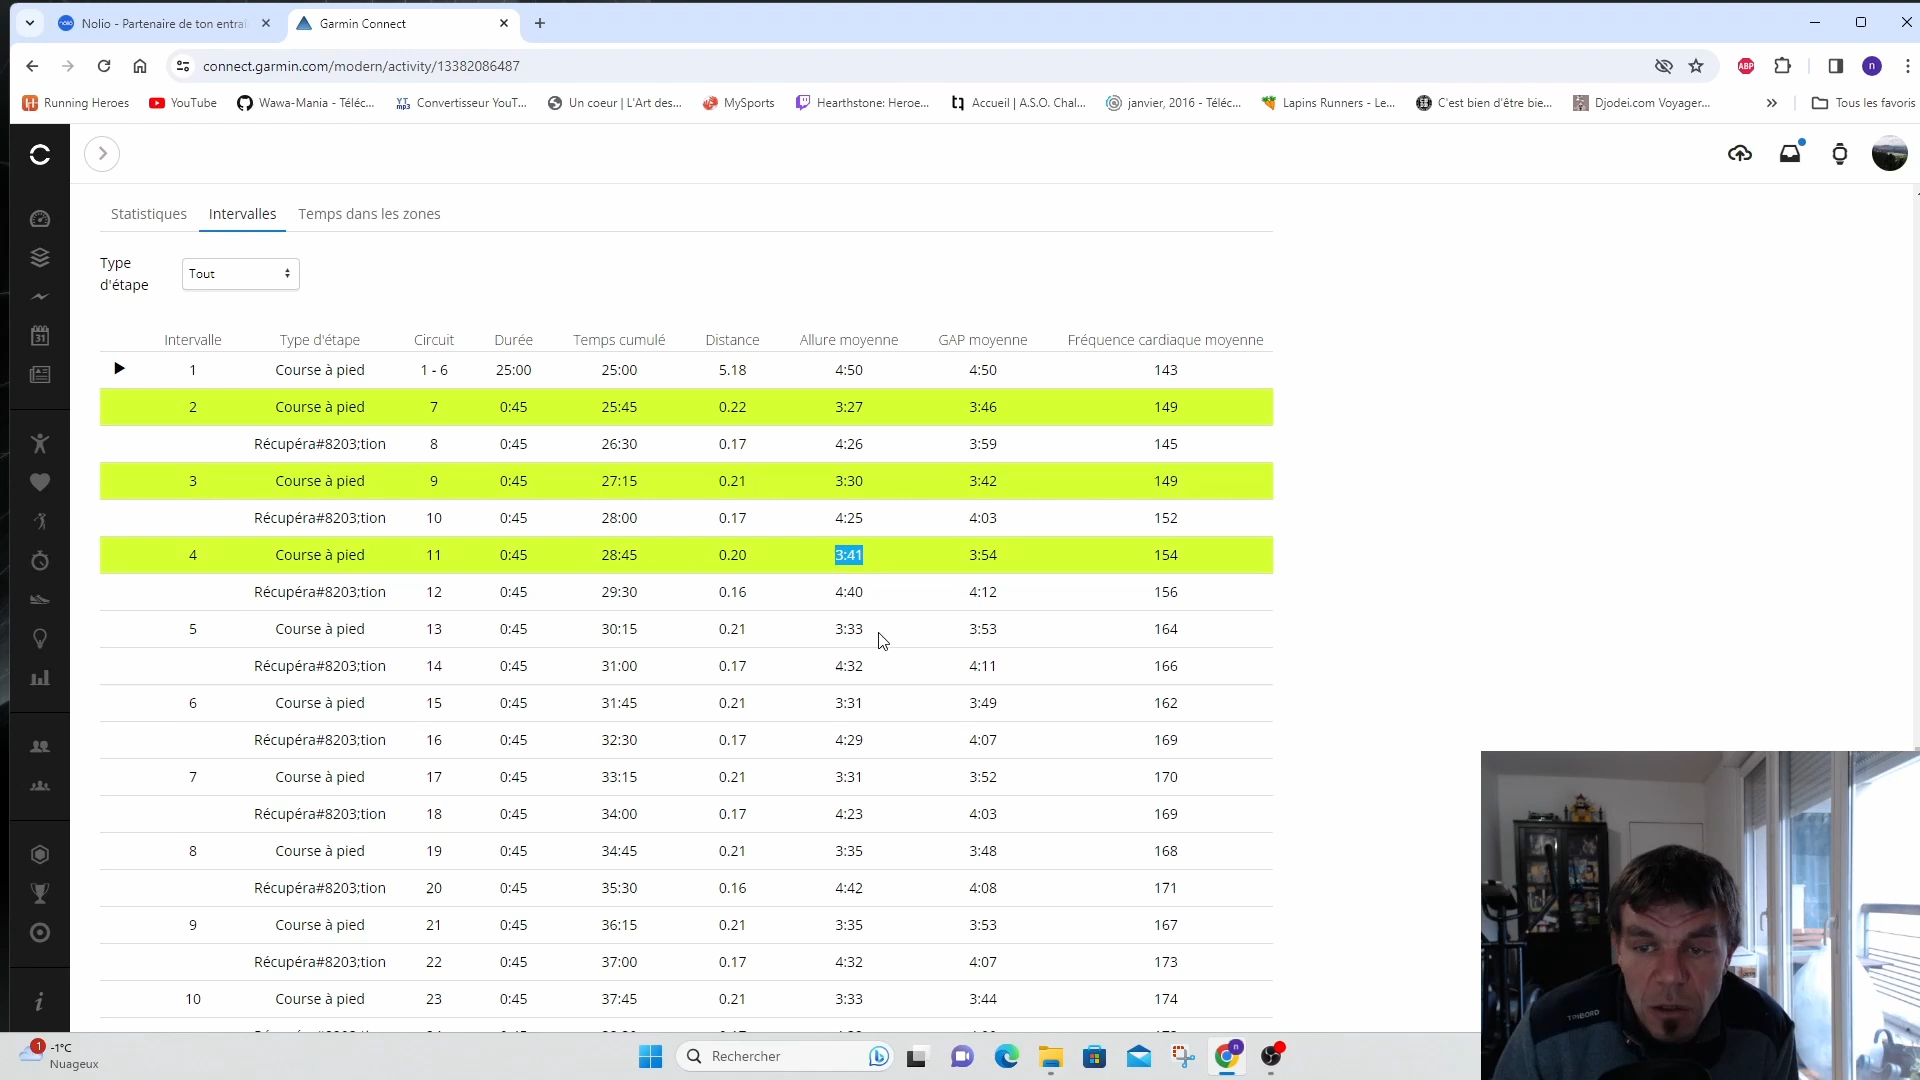 Nolio - Partenaire de ton entraî
Garmin Connect
connect.garmin.com/modern/activity/13382086487
ABP
n
Running Heroes
YouTube
Wawa-Mania - Téléc...
Convertisseur YouT...
Un coeur | L'Art des...
MySports
Hearthstone: Heroe...
Accueil | A.S.O. Chal...
janvier, 2016 - Téléc...
Lapins Runners - Le...
C'est bien d'être bie...
Djodei.com Voyager...
Tous les favoris
Statistiques Intervalles Temps dans les zones
Type
d'étape
Tout
Intervalle Type d'étape Circuit Durée Temps cumulé Distance Allure moyenne GAP moyenne Fréquence cardiaque moyenne
1 Course à pied 1 - 6 25:00 25:00 5.18 4:50 4:50 143
2 Course à pied 7 0:45 25:45 0.22 3:27 3:46 149
Récupéra#8203;tion 8 0:45 26:30 0.17 4:26 3:59 145
3 Course à pied 9 0:45 27:15 0.21 3:30 3:42 149
Récupéra#8203;tion 10 0:45 28:00 0.17 4:25 4:03 152
4 Course à pied 11 0:45 28:45 0.20 3:41 3:54 154
Récupéra#8203;tion 12 0:45 29:30 0.16 4:40 4:12 156
5 Course à pied 13 0:45 30:15 0.21 3:33 3:53 164
Récupéra#8203;tion 14 0:45 31:00 0.17 4:32 4:11 166
6 Course à pied 15 0:45 31:45 0.21 3:31 3:49 162
Récupéra#8203;tion 16 0:45 32:30 0.17 4:29 4:07 169
7 Course à pied 17 0:45 33:15 0.21 3:31 3:52 170
Récupéra#8203;tion 18 0:45 34:00 0.17 4:23 4:03 169
8 Course à pied 19 0:45 34:45 0.21 3:35 3:48 168
Récupéra#8203;tion 20 0:45 35:30 0.16 4:42 4:08 171
9 Course à pied 21 0:45 36:15 0.21 3:35 3:53 167
Récupéra#8203;tion 22 0:45 37:00 0.17 4:32 4:07 173
10 Course à pied 23 0:45 37:45 0.21 3:33 3:44 174
TRIBORD
1
-1°C
Nuageux
Rechercher